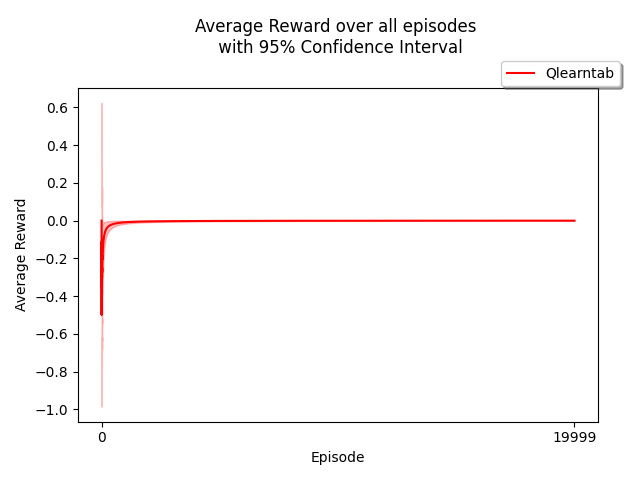 Average Reward over all episodes
with 95% Confidence Interval
Qlearntab
0.6
0.4
0.2
0.0
−0.2
−0.4
−0.6
−0.8
−1.0
Average Reward
0
19999
Episode